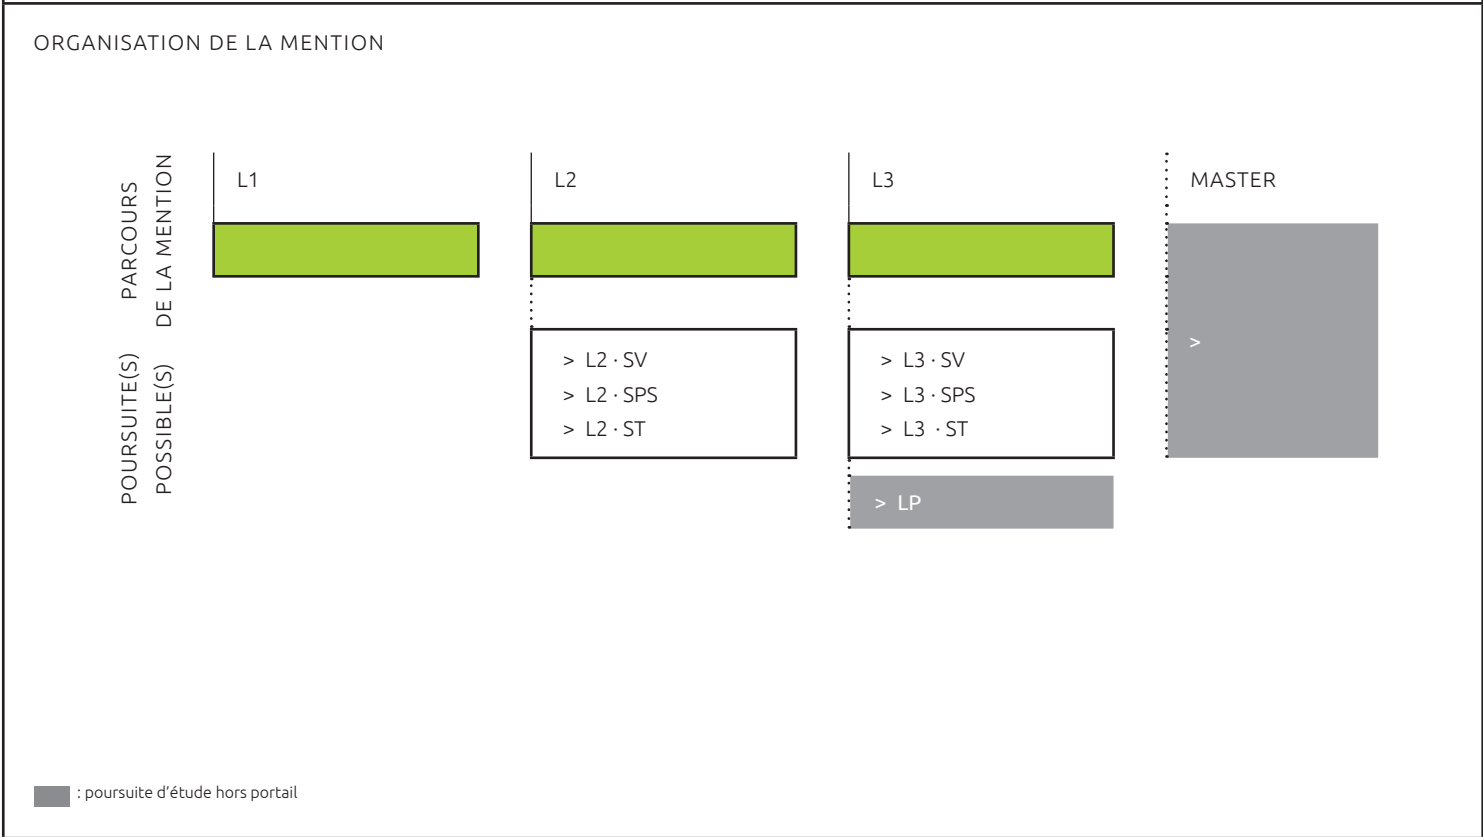 ORGANISATION DE LA MENTION
PARCOURS
DE LA MENTION
L1
L2
L3
MASTER
POURSUITE(S)
POSSIBLE(S)
> L2 · SV
> L2 · SPS
> L2 · ST
> L3 · SV
> L3 · SPS
> L3 · ST
> LP
>
: poursuite d'étude hors portail